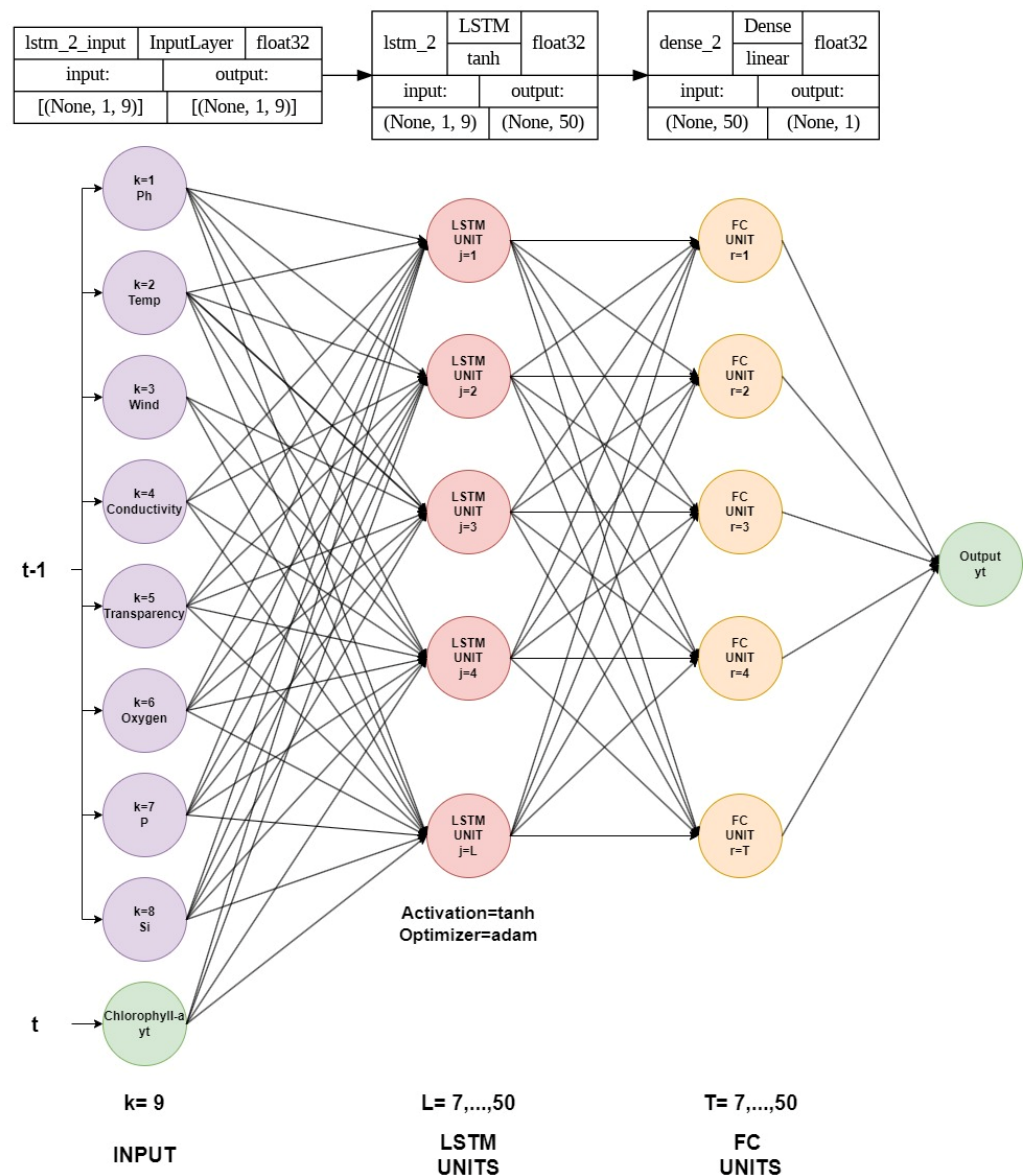 lstm_2_input InputLayer float32
input: output:
[(None, 1, 9)] [(None, 1, 9)]
lstm_2 LSTM float32
tanh
input: output:
(None, 1, 9) (None, 50)
dense_2 Dense float32
linear
input: output:
(None, 50) (None, 1)
k=1
Ph
k=2
Temp
k=3
Wind
k=4
Conductivity
k=5
Transparency
k=6
Oxygen
k=7
P
k=8
Si
Chlorophyll-a
yt
t-1
t
LSTM
UNIT
j=1
LSTM
UNIT
j=2
LSTM
UNIT
j=3
LSTM
UNIT
j=4
LSTM
UNIT
j=L
Activation=tanh
Optimizer=adam
FC
UNIT
r=1
FC
UNIT
r=2
FC
UNIT
r=3
FC
UNIT
r=4
FC
UNIT
r=T
Output
yt
k= 9
INPUT
L= 7,...,50
LSTM
UNITS
T= 7,...,50
FC
UNITS